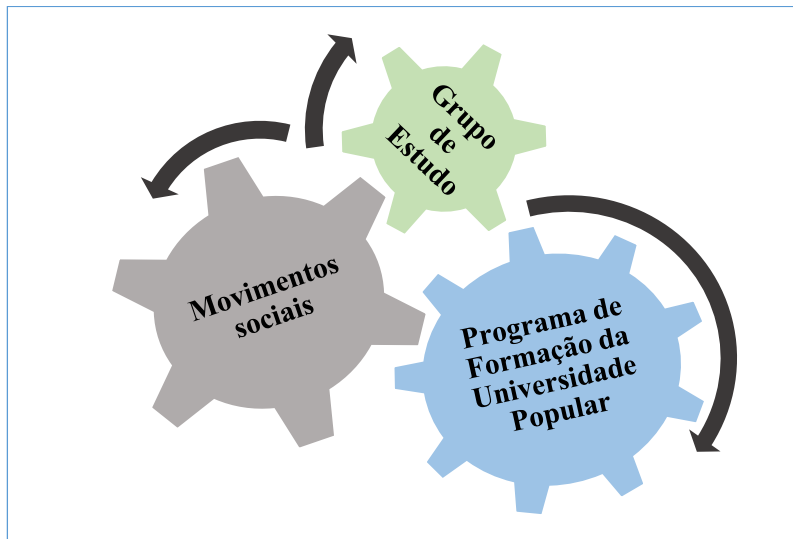 Grupo
de
Estudo
Movimentos
sociais
Programa de
Formação da
Universidade
Popular